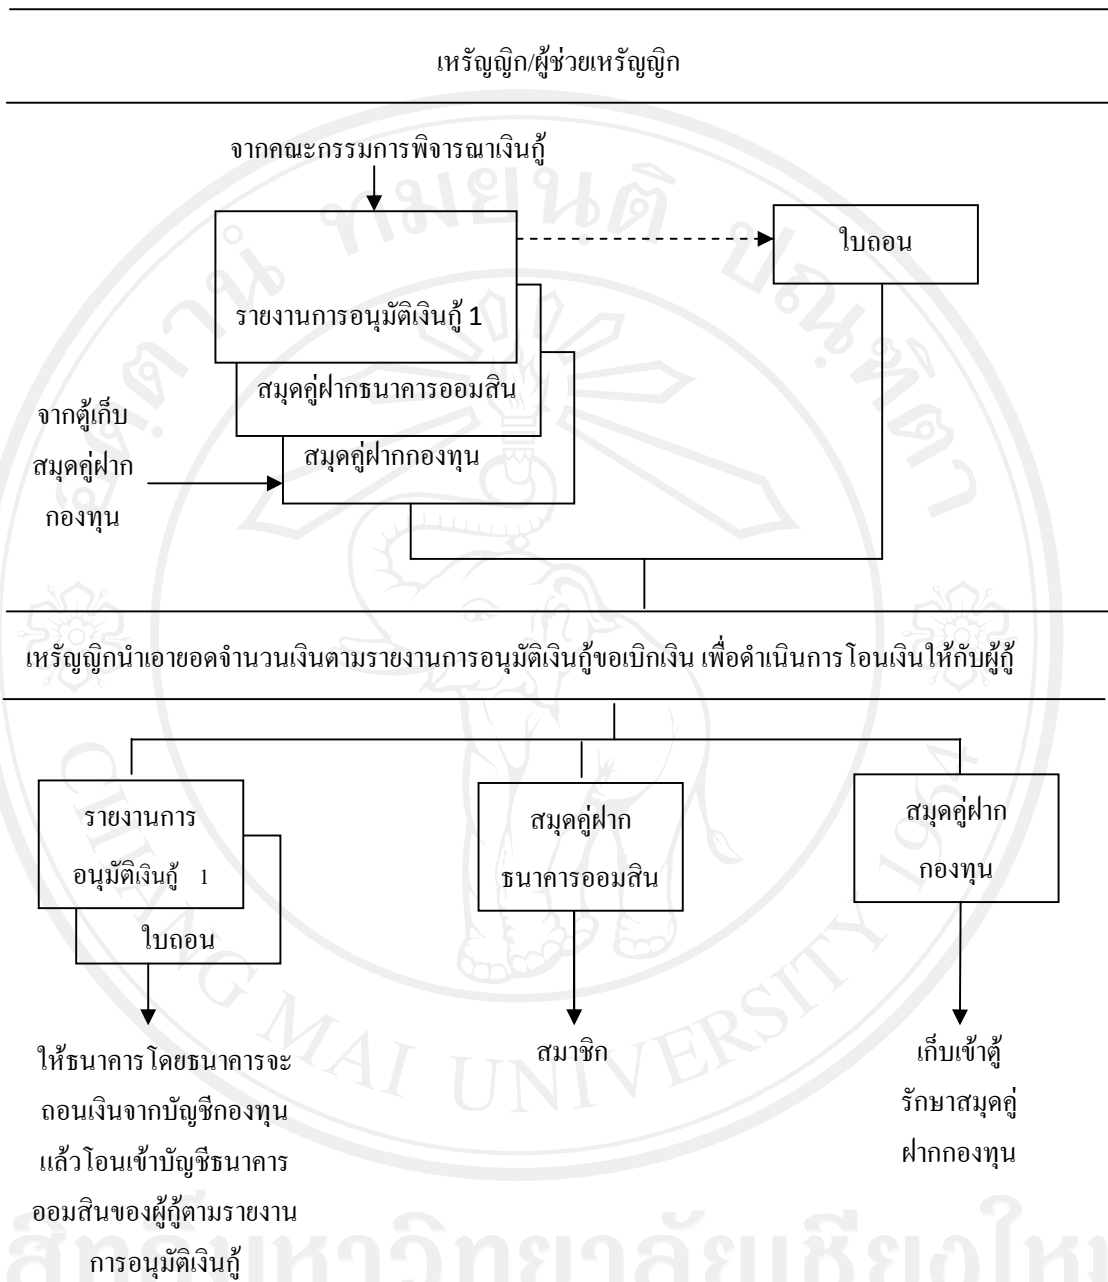 เหรัญญิก/ผู้ช่วยเหรัญญิก
จากคณะกรรมการพิจารณาเงินกู้
ใบถอน
รายงานการอนุมัติเงินกู้ 1
สมุดคู่ฝากธนาคารออมสิน
สมุดคู่ฝากกองทุน
จากตู้เก็บ
สมุดคู่ฝาก
กองทุน
เหรัญญิกนำเอายอดจำนวนเงินตามรายงานการอนุมัติเงินกู้ขอเบิกเงิน เพื่อดำเนินการโอนเงินให้กับผู้กู้
รายงานการ
อนุมัติเงินกู้ 1
ใบถอน
สมุดคู่ฝาก
ธนาคารออมสิน
สมุดคู่ฝาก
กองทุน
ให้ธนาคารโดยธนาคารจะ
ถอนเงินจากบัญชีกองทุน
แล้วโอนเข้าบัญชีธนาคาร
ออมสินของผู้กู้ตามรายงาน
การอนุมัติเงินกู้
สมาชิก
เก็บเข้าตู้
รักษาสมุดคู่
ฝากกองทุน
CHIANG MAI UNIVERSITY 1964